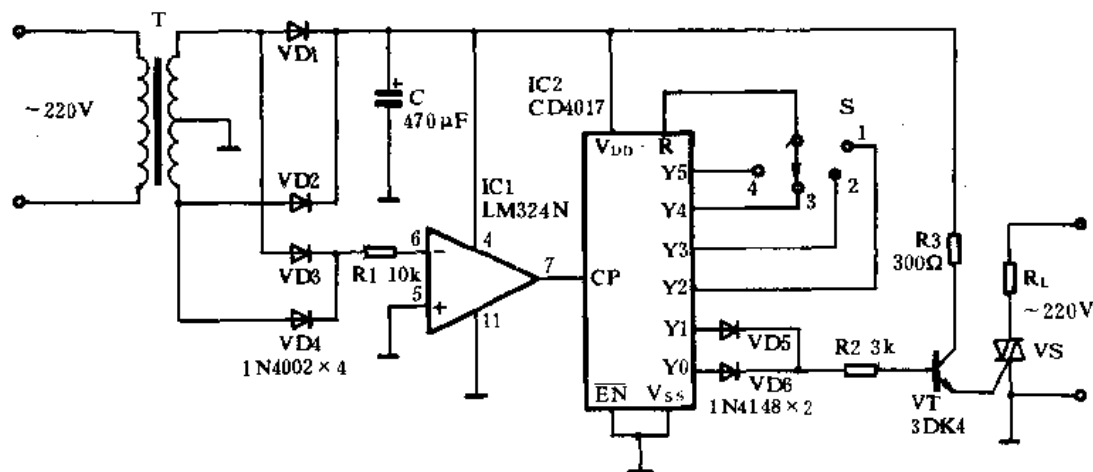 T
VD1
~220V
C
470μF
IC2
CD4017
VDD
R
S
1
Y5
4
2
VD2
IC1
LM324N
Y4
3
6
−
4
Y3
R3
300Ω
VD3
R1 10k
7
CP
RL
5
+
Y2
~220V
11
Y1
VD5
R2 3k
VS
VD4
1N4002×4
Y0
VD6
EN
VSS
1N4148×2
VT
3DK4